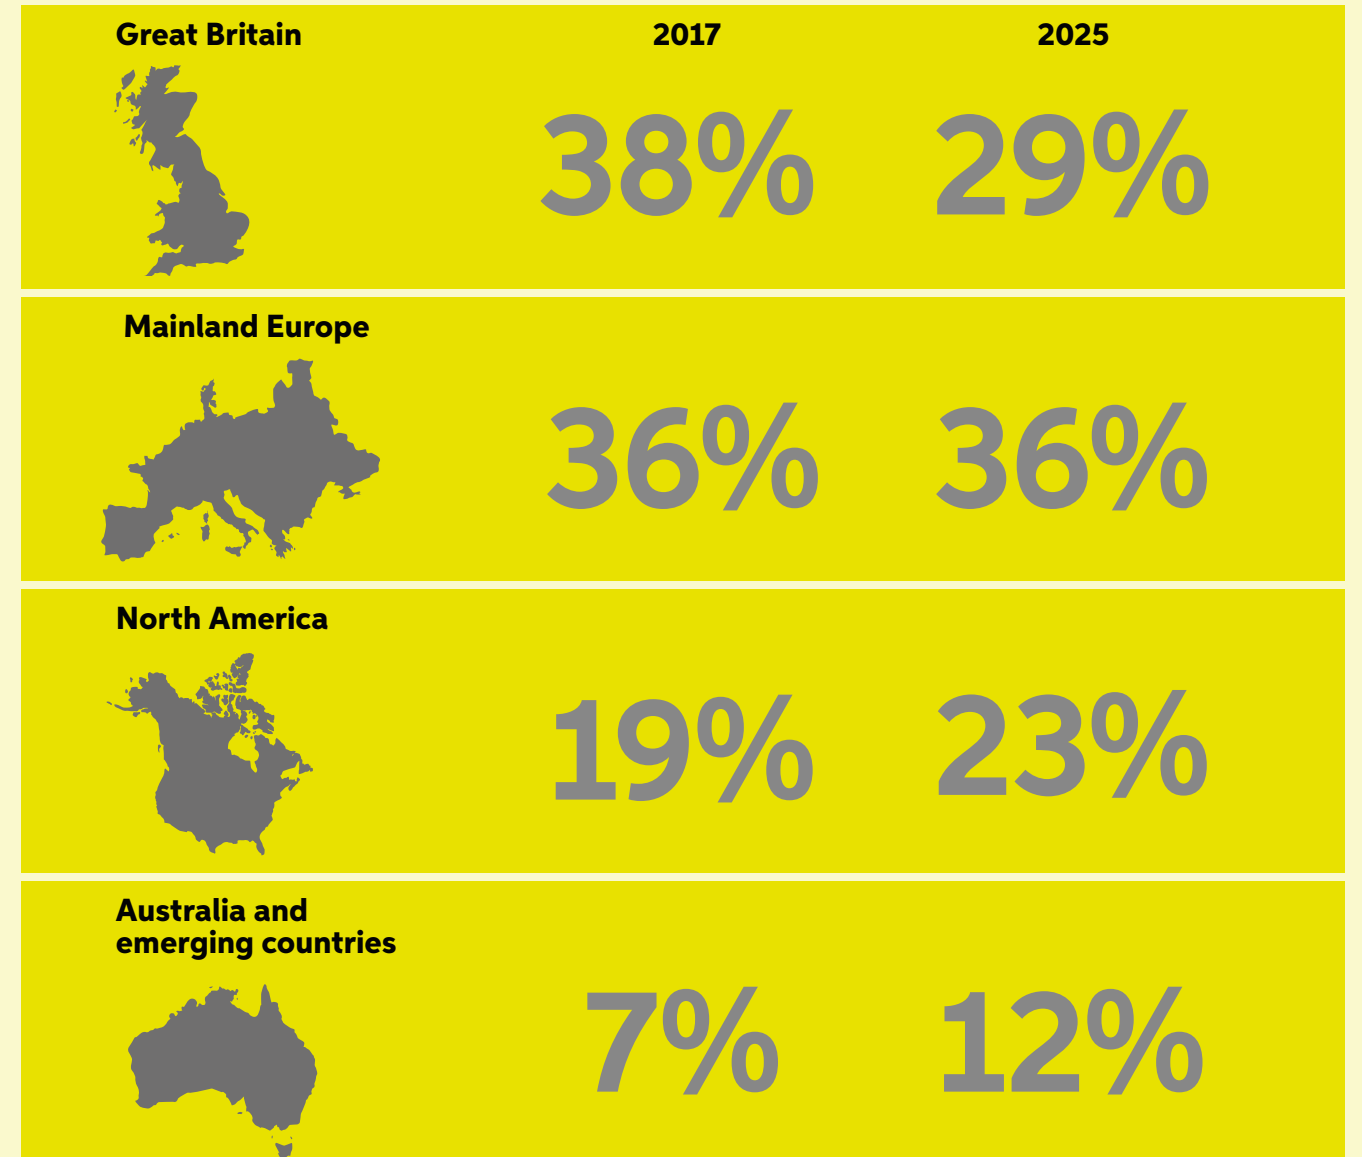 Great Britain 2017 2025
38% 29%
Mainland Europe
36% 36%
North America
19% 23%
Australia and
emerging countries
7% 12%